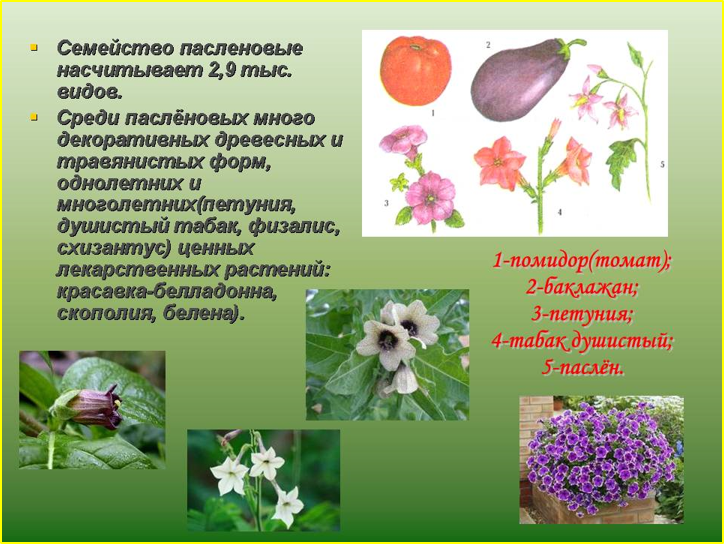 Семейство пасленовые
насчитывает 2,9 тыс.
видов.
Среди паслёновых много
декоративных древесных и
травянистых форм,
однолетних и
многолетних(петуния,
душистый табак, физалис,
схизантус) ценных
лекарственных растений:
красавка-белладонна,
скополия, белена).
1
2
3
4
5
1-помидор(томат);
2-баклажан;
3-петуния;
4-табак душистый;
5-паслён.